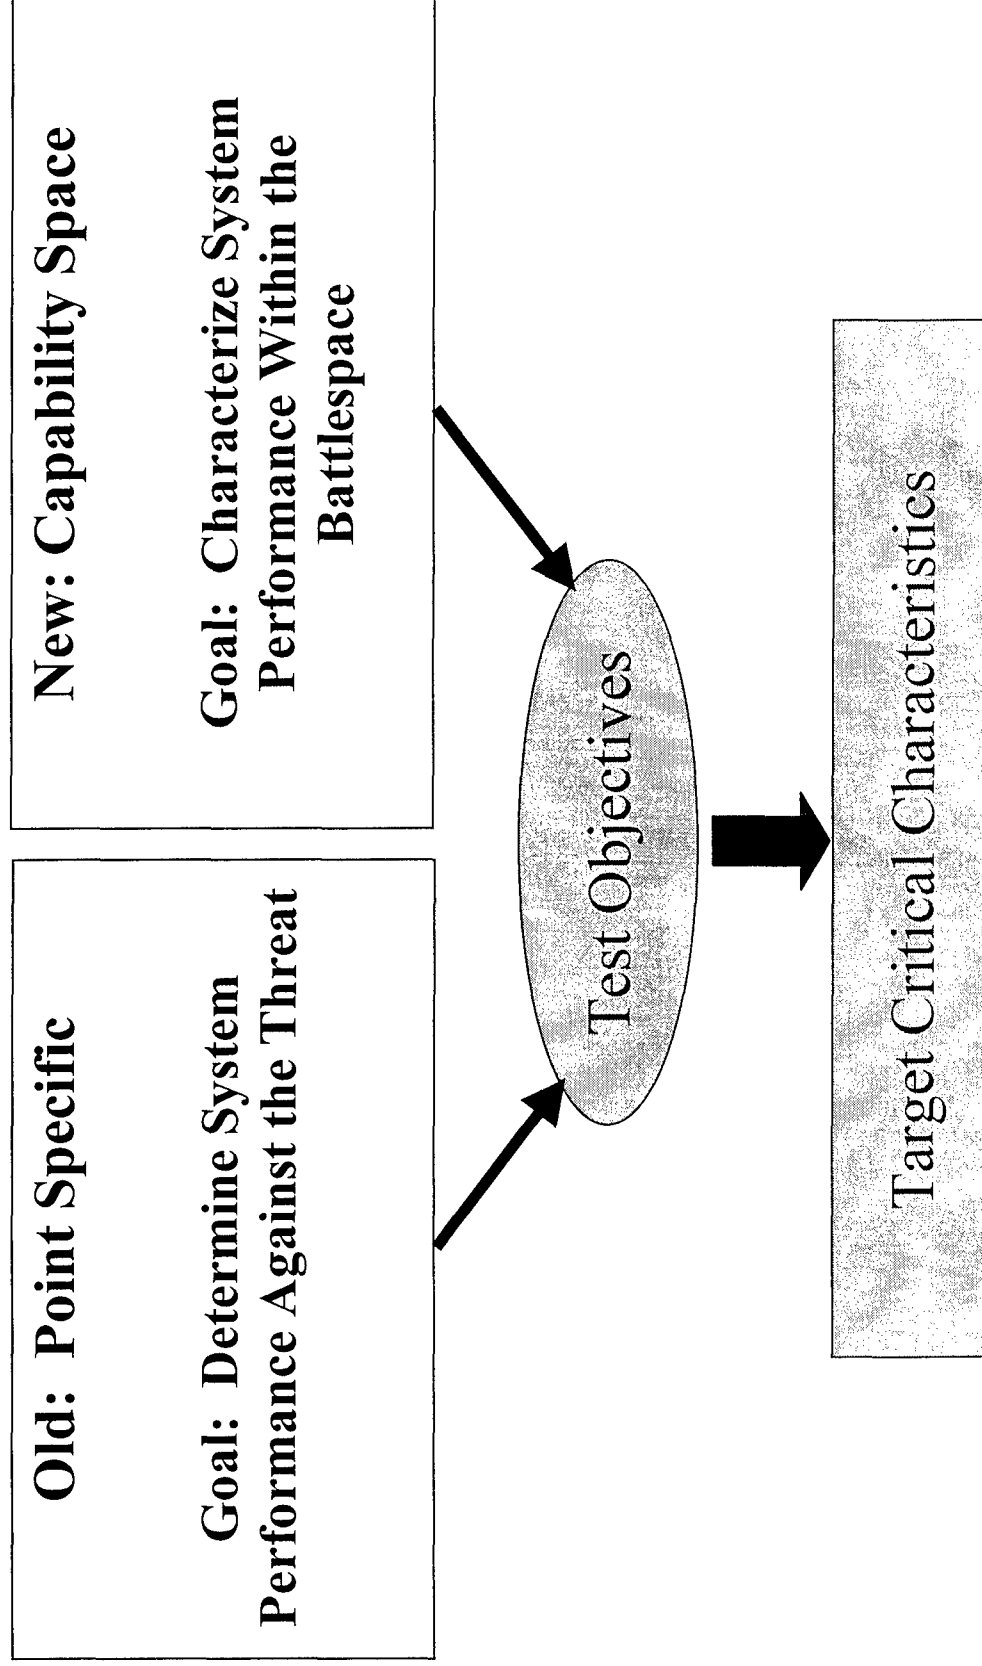 Old: Point Specific
Goal: Determine System
Performance Against the Threat
New: Capability Space
Goal: Characterize System
Performance Within the
Battlespace
Test Objectives
Target Critical Characteristics